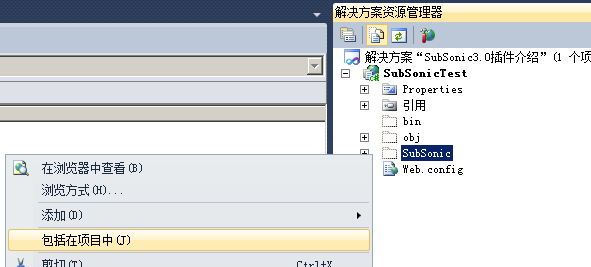 解决方案资源管理器
解决方案“SubSonic3.0插件介绍”(1 个项
SubSonicTest
Properties
引用
bin
obj
SubSonic
Web.config
在浏览器中查看(B)
浏览方式(H)...
添加(D)
包括在项目中(J)
剪切(T) Ctrl+X